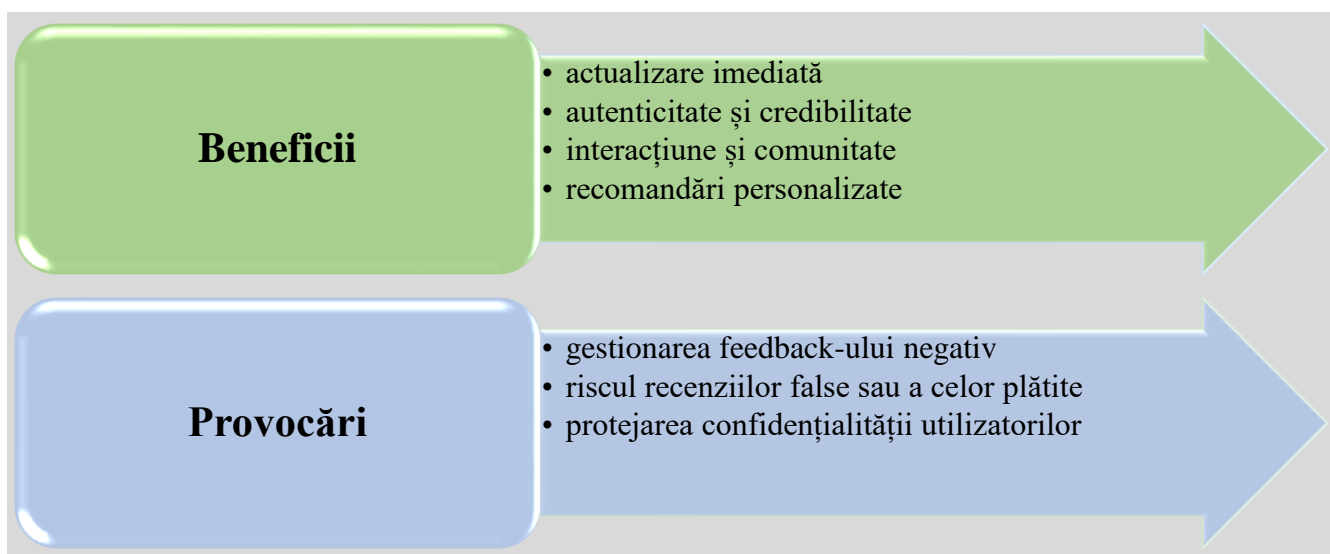 Beneficii
• actualizare imediată
• autenticitate și credibilitate
• interacțiune și comunitate
• recomandări personalizate
Provocări
• gestionarea feedback-ului negativ
• riscul recenziilor false sau a celor plătite
• protejarea confidențialității utilizatorilor